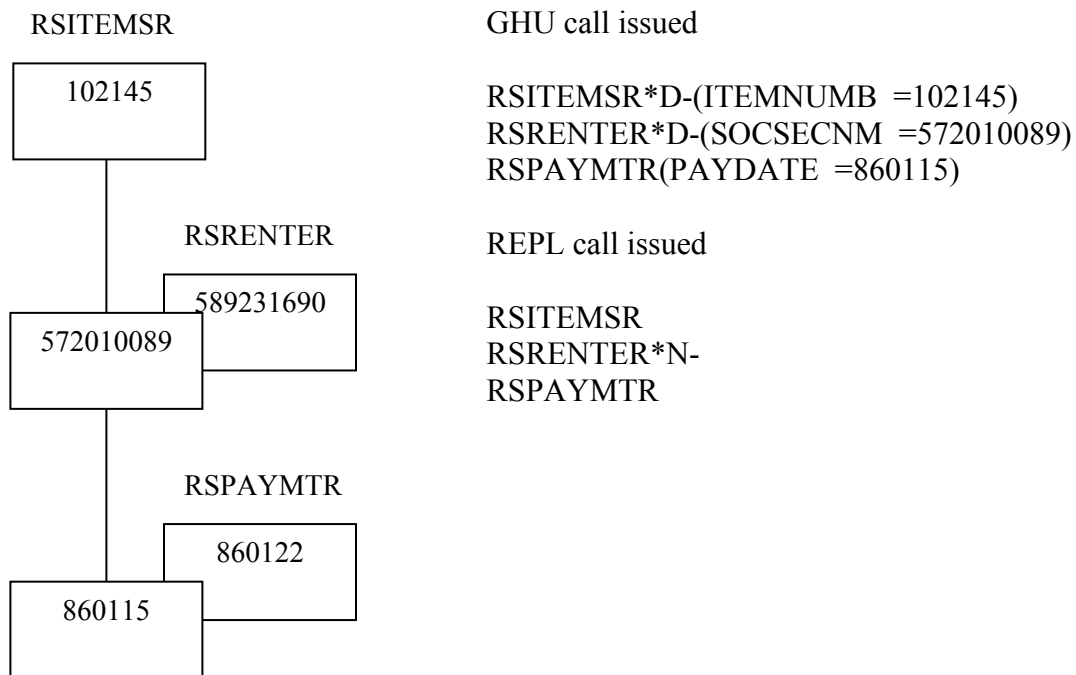 RSITEMSR
102145
RSRENTER
589231690
572010089
RSPAYMTR
860122
860115
GHU call issued
RSITEMSR*D-(ITEMNUMB =102145)
RSRENTER*D-(SOCSECNM =572010089)
RSPAYMTR(PAYDATE =860115)
REPL call issued
RSITEMSR
RSRENTER*N-
RSPAYMTR